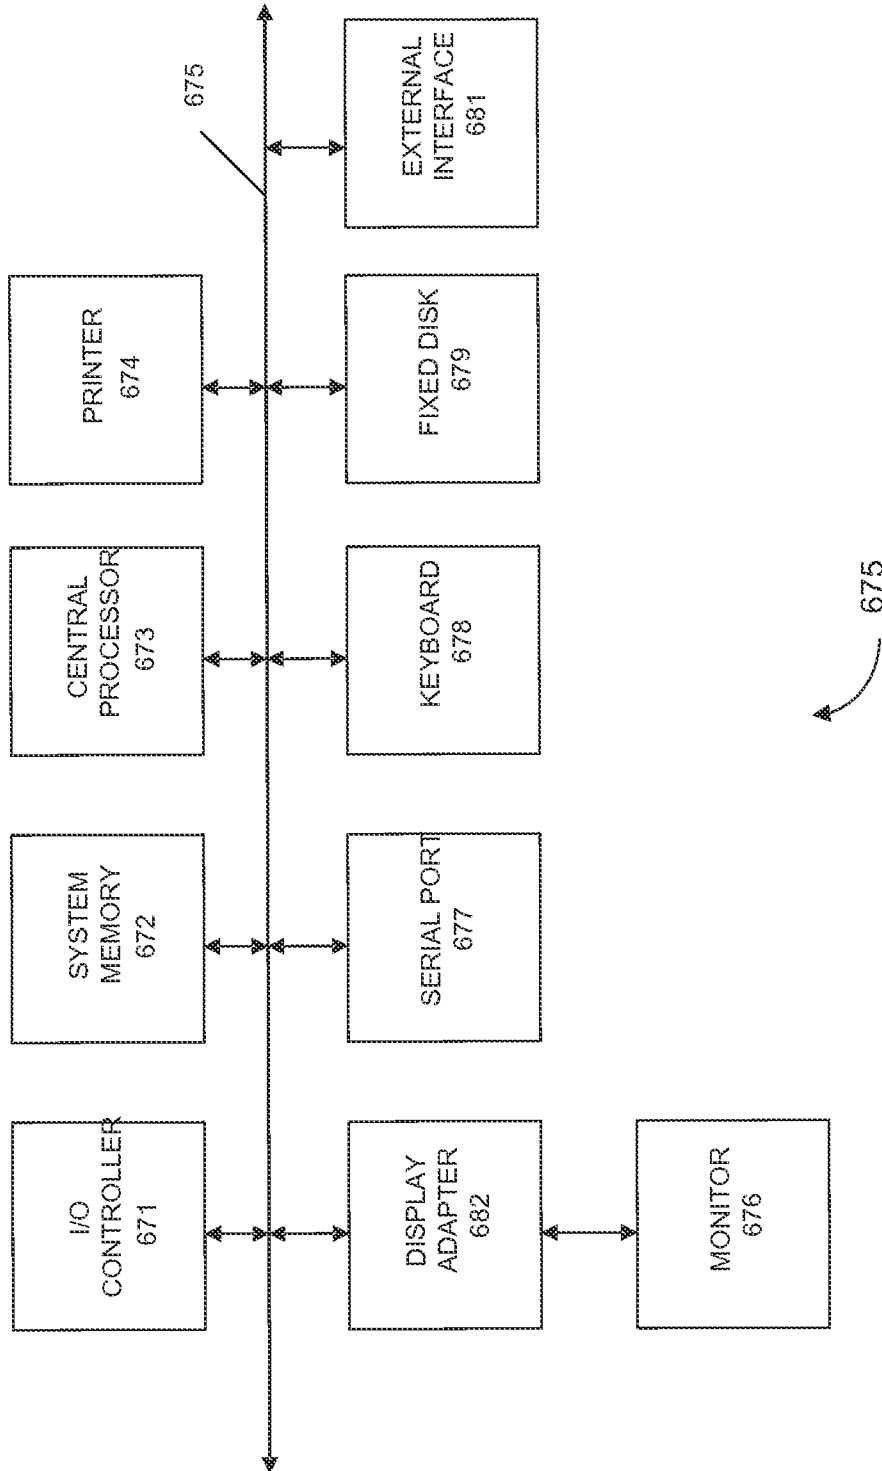 I/O
CONTROLLER
671
SYSTEM
MEMORY
672
CENTRAL
PROCESSOR
673
PRINTER
674
675
DISPLAY
ADAPTER
682
SERIAL PORT
677
KEYBOARD
678
FIXED DISK
679
EXTERNAL
INTERFACE
681
MONITOR
676
675